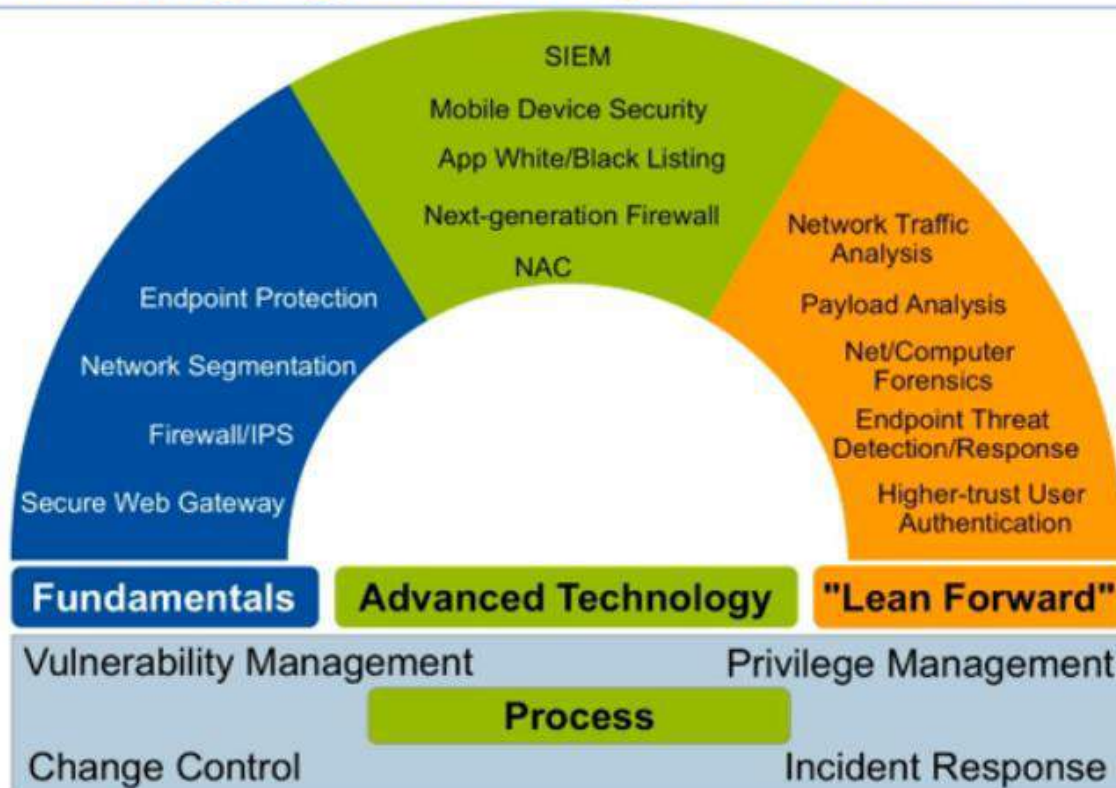 SIEM
Mobile Device Security
App White/Black Listing
Next-generation Firewall
NAC
Endpoint Protection
Network Segmentation
Firewall/IPS
Secure Web Gateway
Network Traffic
Analysis
Payload Analysis
Net/Computer
Forensics
Endpoint Threat
Detection/Response
Higher-trust User
Authentication
Fundamentals
Advanced Technology
"Lean Forward"
Vulnerability Management
Privilege Management
Process
Change Control
Incident Response